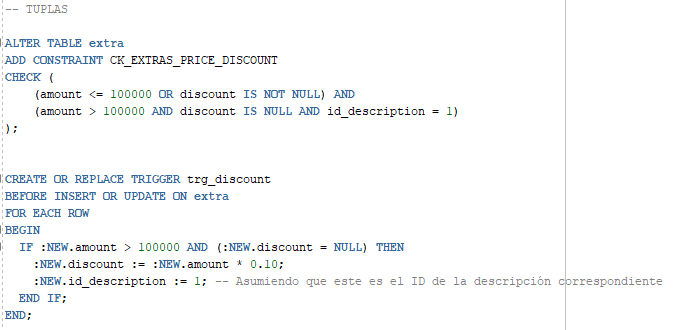 -- TUPLAS
ALTER TABLE extra
ADD CONSTRAINT CK_EXTRAS_PRICE_DISCOUNT
CHECK (
(amount <= 100000 OR discount IS NOT NULL) AND
(amount > 100000 AND discount IS NULL AND id_description = 1)
);
CREATE OR REPLACE TRIGGER trg_discount
BEFORE INSERT OR UPDATE ON extra
FOR EACH ROW
BEGIN
IF :NEW.amount > 100000 AND (:NEW.discount = NULL) THEN
:NEW.discount := :NEW.amount * 0.10;
:NEW.id_description := 1; -- Asumiendo que este es el ID de la descripción correspondiente
END IF;
END;